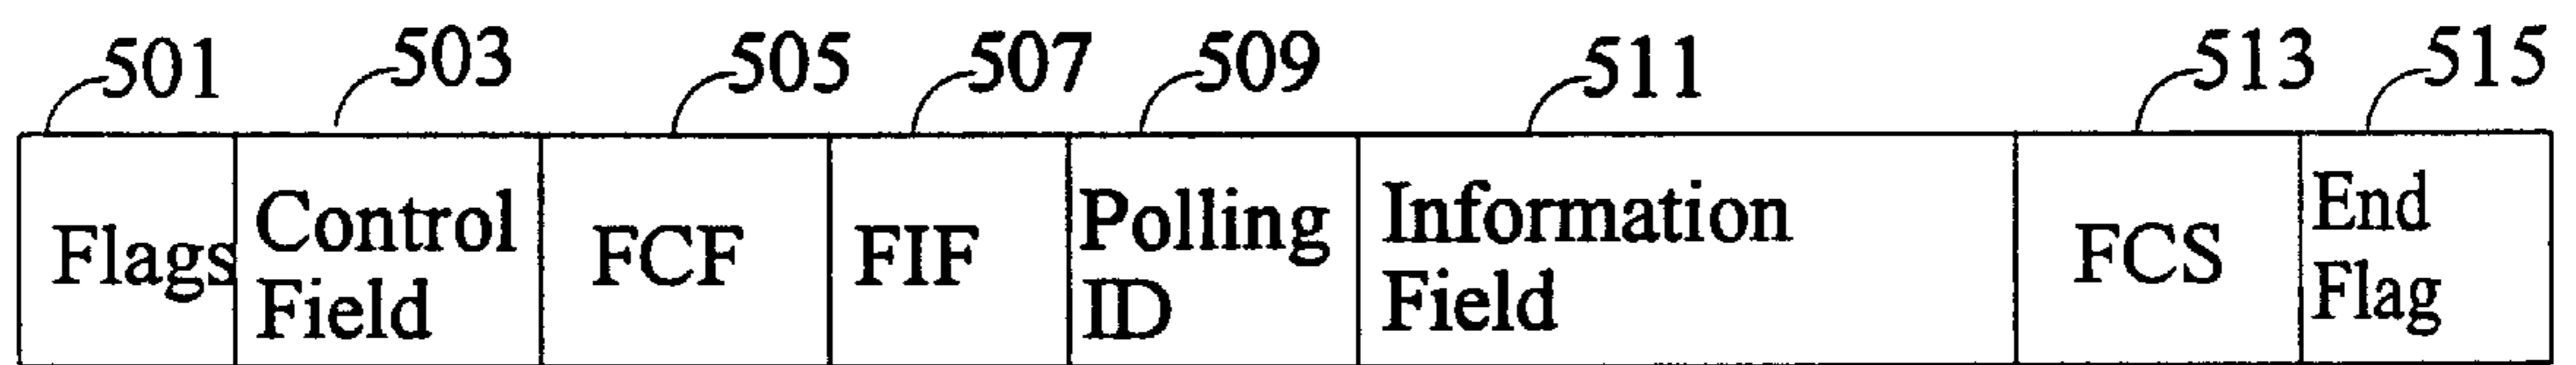 501 503 505 507 509 511 513 515
Flags Control Field FCF FIF Polling ID Information Field FCS End Flag